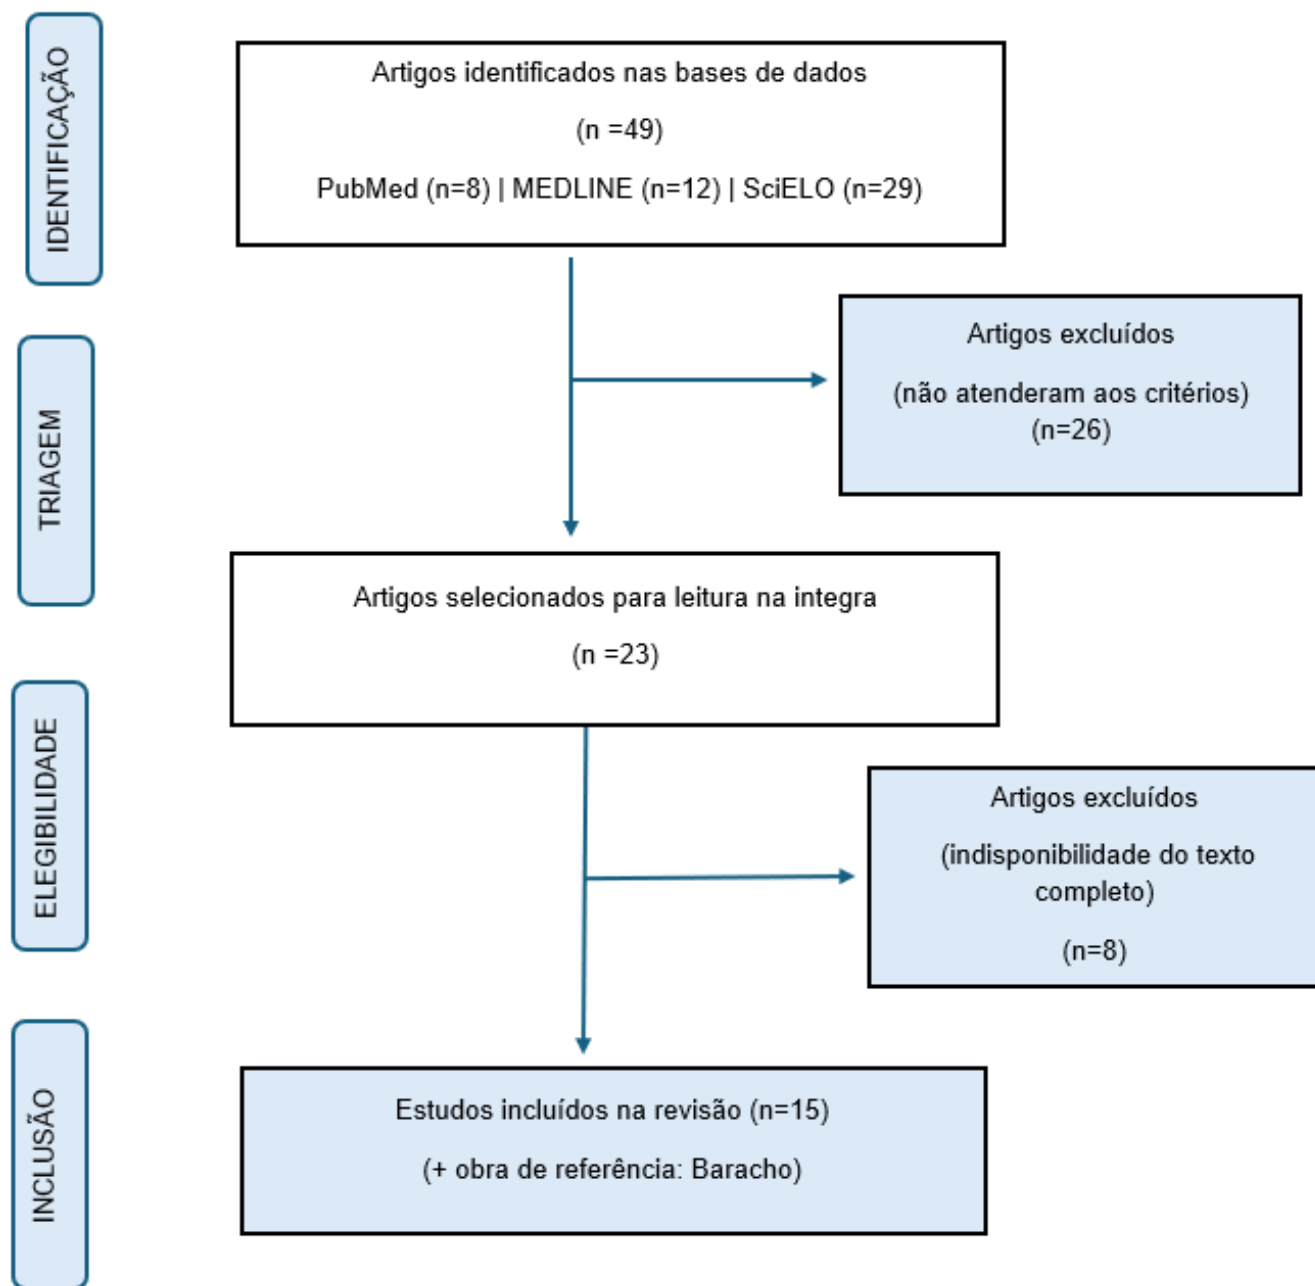 IDENTIFICAÇÃO
Artigos identificados nas bases de dados
(n =49)
PubMed (n=8) | MEDLINE (n=12) | SciELO (n=29)
Artigos excluídos
(não atenderam aos critérios)
(n=26)
TRIAGEM
Artigos selecionados para leitura na integra
(n =23)
ELEGIBILIDADE
Artigos excluídos
(indisponibilidade do texto
completo)
(n=8)
INCLUSÃO
Estudos incluídos na revisão (n=15)
(+ obra de referência: Baracho)